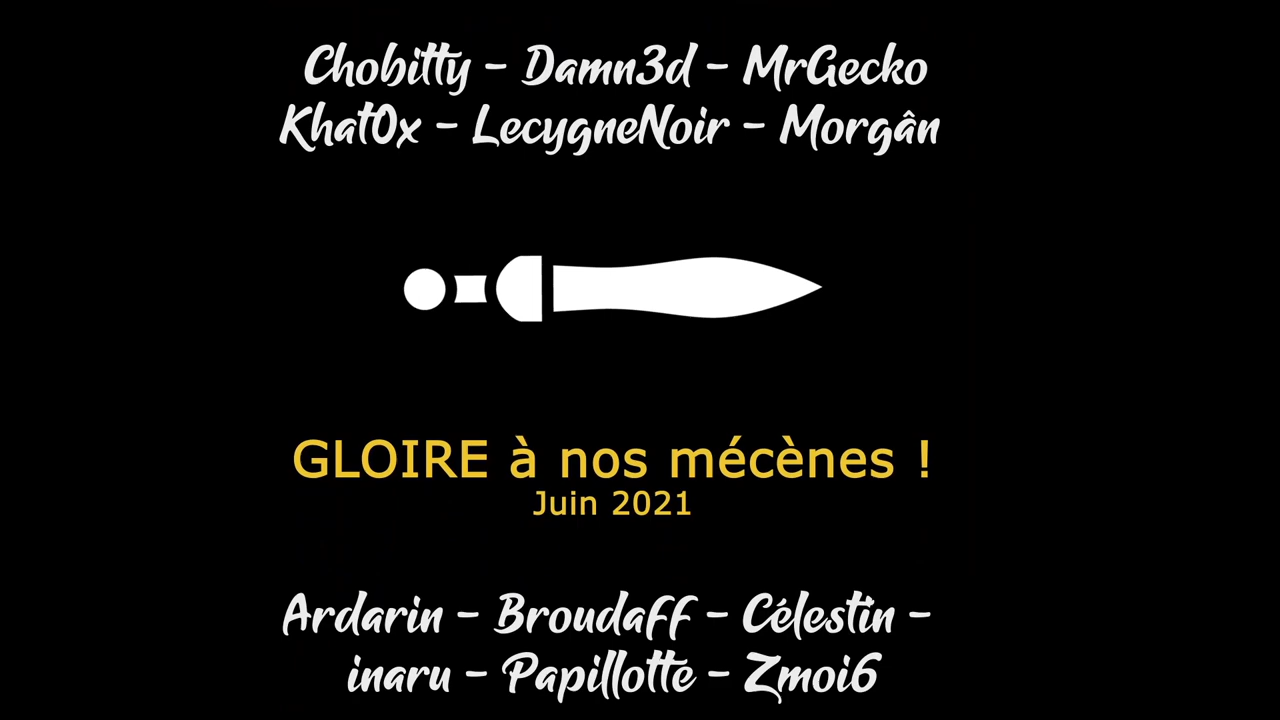 Chobitty - Damn3d - MrGecko
Khat0x - LecygneNoir - Morgân
GLOIRE à nos mécènes !
Juin 2021
Ardarin - Broudaff - Célestin -
inaru - Papillotte - Zmoi6